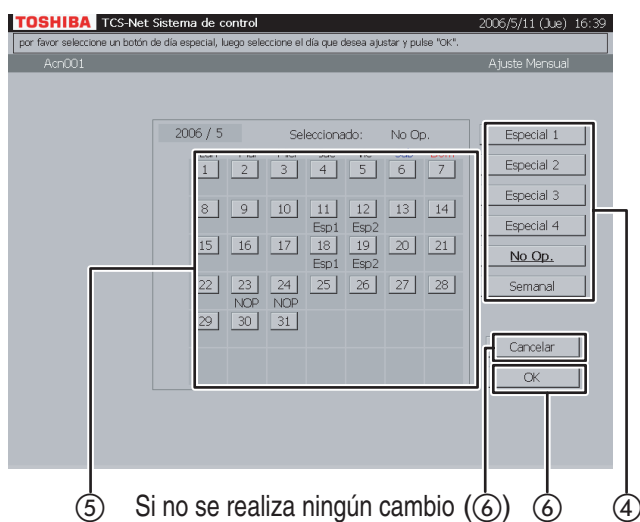 TOSHIBA TCS-Net Sistema de control 2006/5/11 (Jue) 16:39
por favor seleccione un botón de día especial, luego seleccione el día que desea ajustar y pulse "OK".
Acn001 Ajuste Mensual
2006 / 5 Seleccionado: No Op.
1 2 3 4 5 6 7
8 9 10 11 12 13 14
Esp1 Esp2
15 16 17 18 19 20 21
Esp1 Esp2
22 23 24 25 26 27 28
NOP NOP
29 30 31
Especial 1
Especial 2
Especial 3
Especial 4
No Op.
Semanal
Cancelar
OK
⑤ Si no se realiza ningún cambio (⑥) ⑥ ④